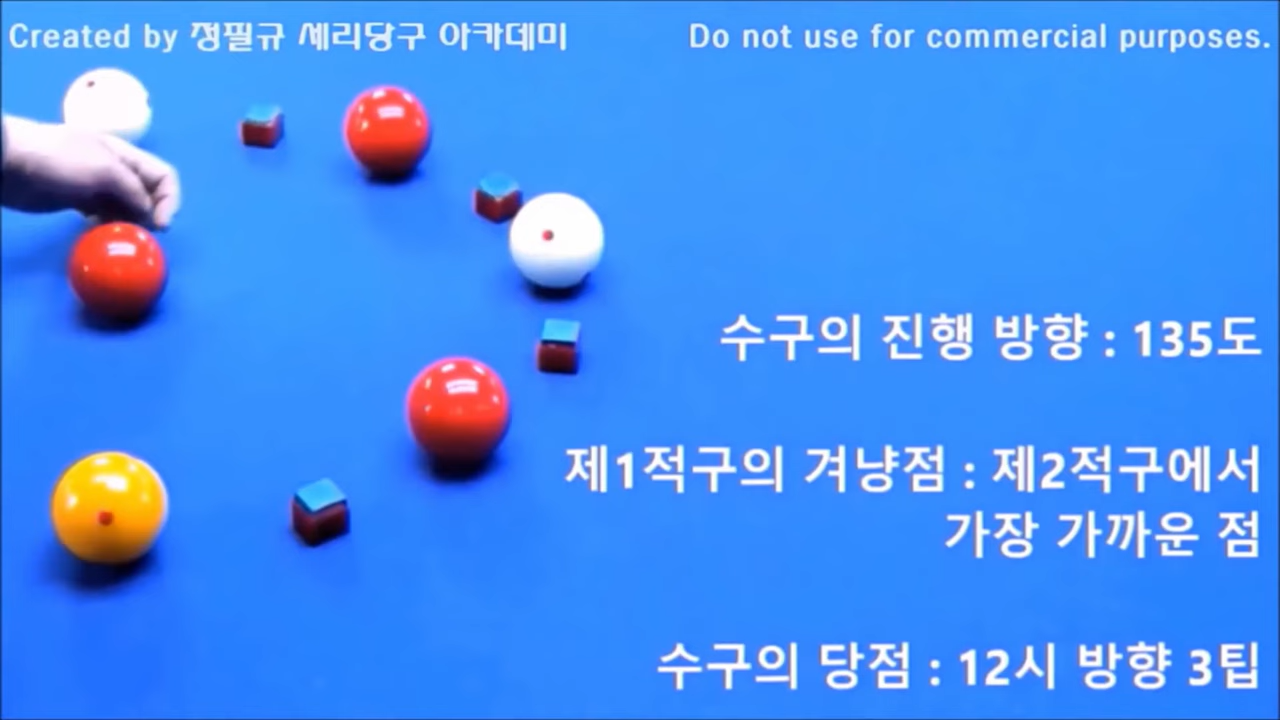 Created by 정필규 세리당구 아카데미
Do not use for commercial purposes.
수구의 진행 방향 : 135도
제1적구의 겨냥점 : 제2적구에서
가장 가까운 점
수구의 당점 : 12시 방향 3팁